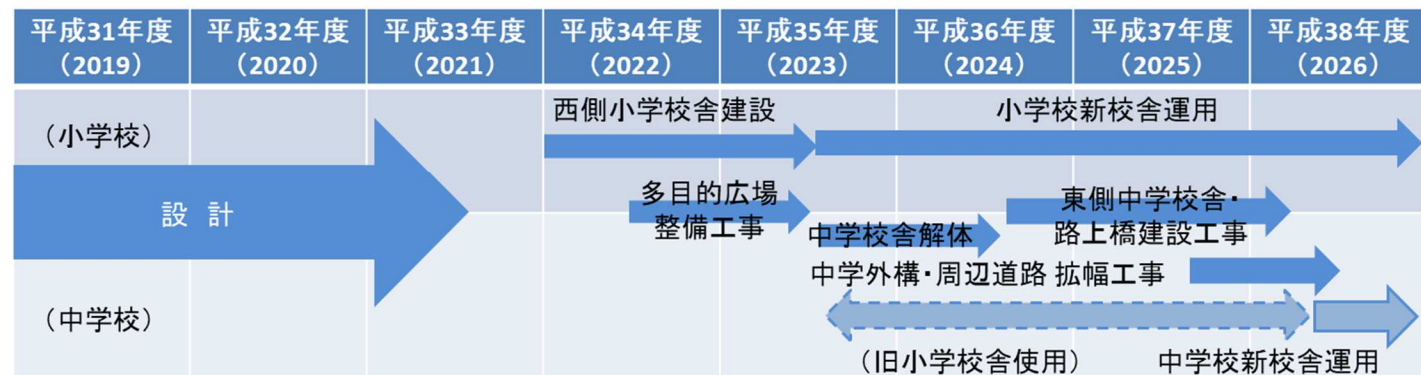 平成31年度
（2019）
平成32年度
（2020）
平成33年度
（2021）
平成34年度
（2022）
平成35年度
（2023）
平成36年度
（2024）
平成37年度
（2025）
平成38年度
（2026）
（小学校）
西側小学校舎建設
小学校新校舎運用
設 計
多目的広場
整備工事
中学校舎解体
東側中学校舎・
路上橋建設工事
中学外構・周辺道路 拡幅工事
（中学校）
（旧小学校舎使用）
中学校新校舎運用